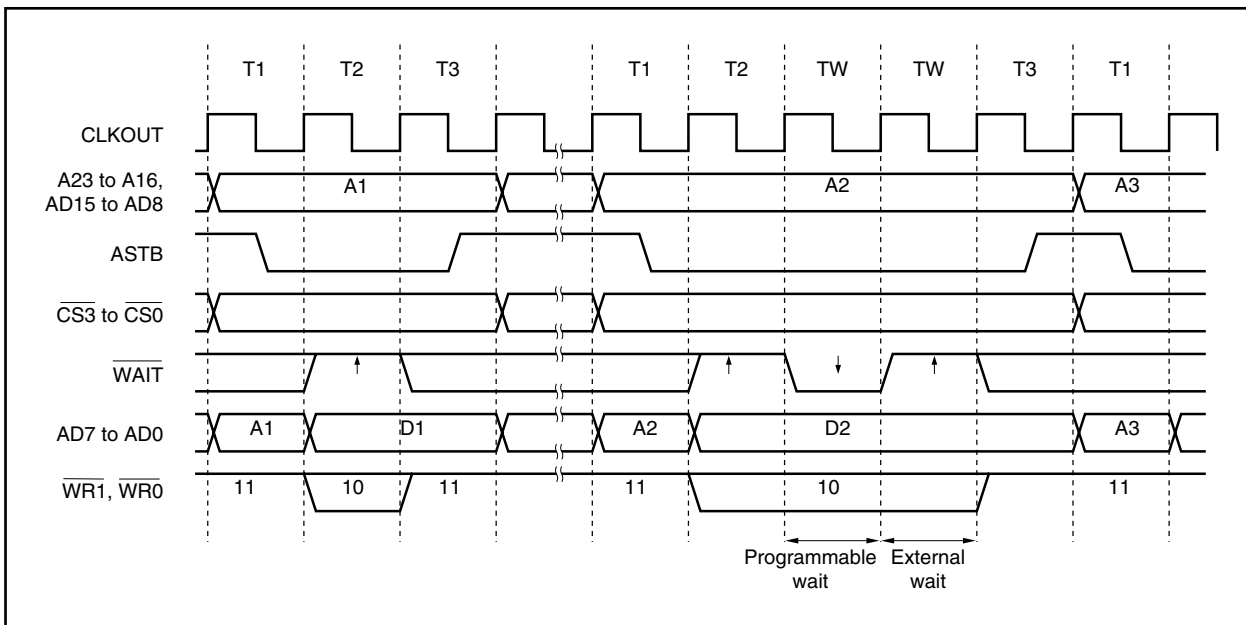 T1 T2 T3 T1 T2 TW TW T3 T1
CLKOUT
A23 to A16,
AD15 to AD8
A1 A2 A3
ASTB
CS3 to CS0
WAIT
AD7 to AD0 A1 D1 A2 D2 A3
WR1, WR0 11 10 11 11 10 11
Programmable
wait
External
wait